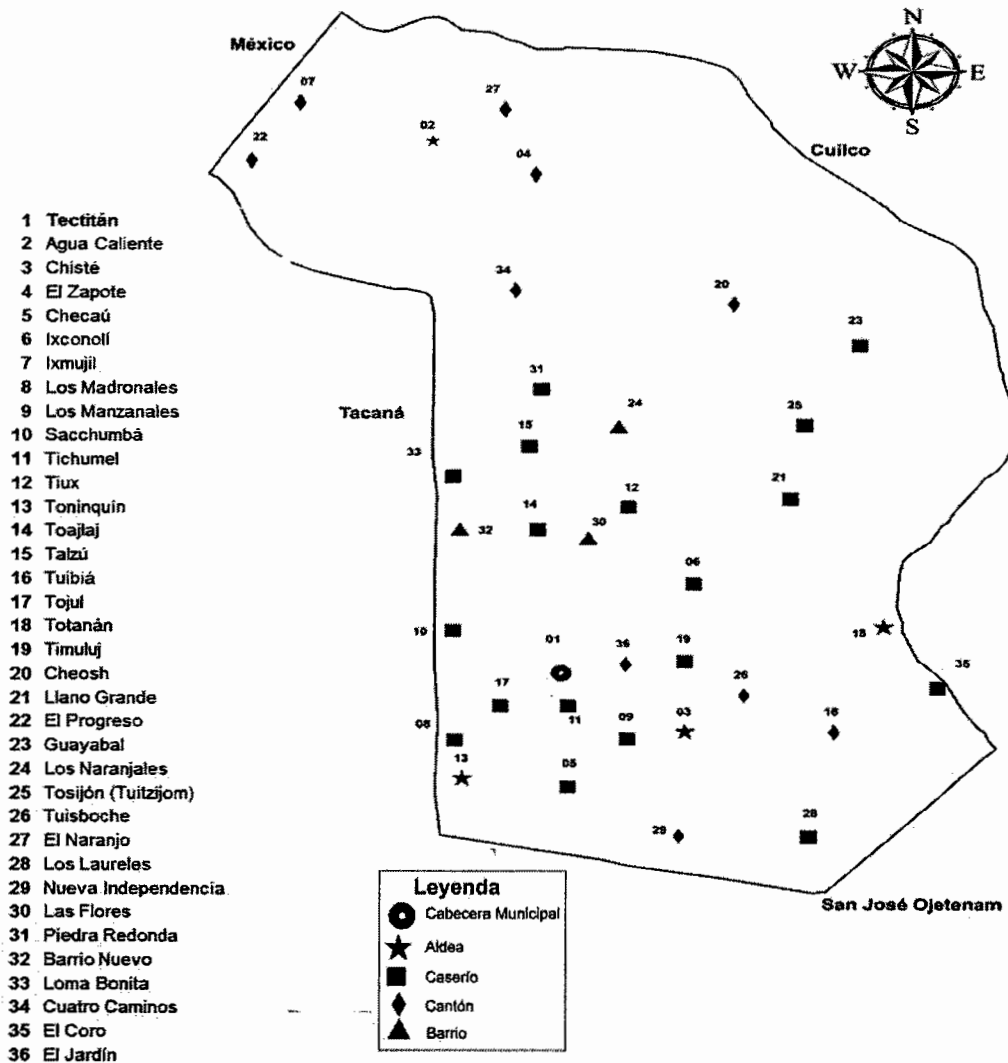 N
W E
S
México
07
27
02
22
04
Cuilco
1 Tectitán
2 Agua Caliente
3 Chisté
4 El Zapote
5 Checaú
6 Ixconolí
7 Ixmujil
8 Los Madronales
9 Los Manzanales
10 Sacchumbá
11 Tichumel
12 Tiux
13 Toninquín
14 Toajlaj
15 Talzú
16 Tuibiá
17 Tojul
18 Totanán
19 Timuluj
20 Cheosh
21 Llano Grande
22 El Progreso
23 Guayabal
24 Los Naranjales
25 Tosijón (Tuitzijom)
26 Tuisboche
27 El Naranjo
28 Los Laureles
29 Nueva Independencia
30 Las Flores
31 Piedra Redonda
32 Barrio Nuevo
33 Loma Bonita
34 Cuatro Caminos
35 El Coro
36 El Jardín
34
20
23
31
Tacaná
24
25
15
33
21
12
14
30
32
06
10
18
01
36
19
35
26
17
11
09
03
16
08
13
05
29
28
San José Ojetenam
Leyenda
Cabecera Municipal
Aldea
Caserío
Cantón
Barrio